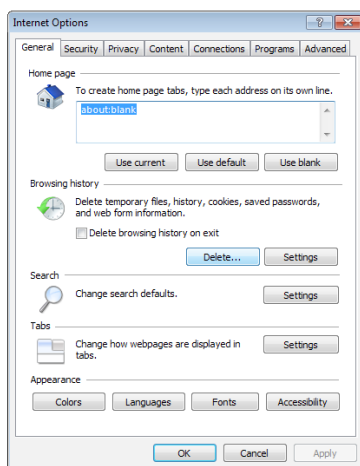 Internet Options
General Security Privacy Content Connections Programs Advanced
Home page
To create home page tabs, type each address on its own line.
about:blank
Use current Use default Use blank
Browsing history
Delete temporary files, history, cookies, saved passwords,
and web form information.
Delete browsing history on exit
Delete... Settings
Search
Change search defaults. Settings
Tabs
Change how webpages are displayed in
tabs.
Settings
Appearance
Colors Languages Fonts Accessibility
OK Cancel Apply